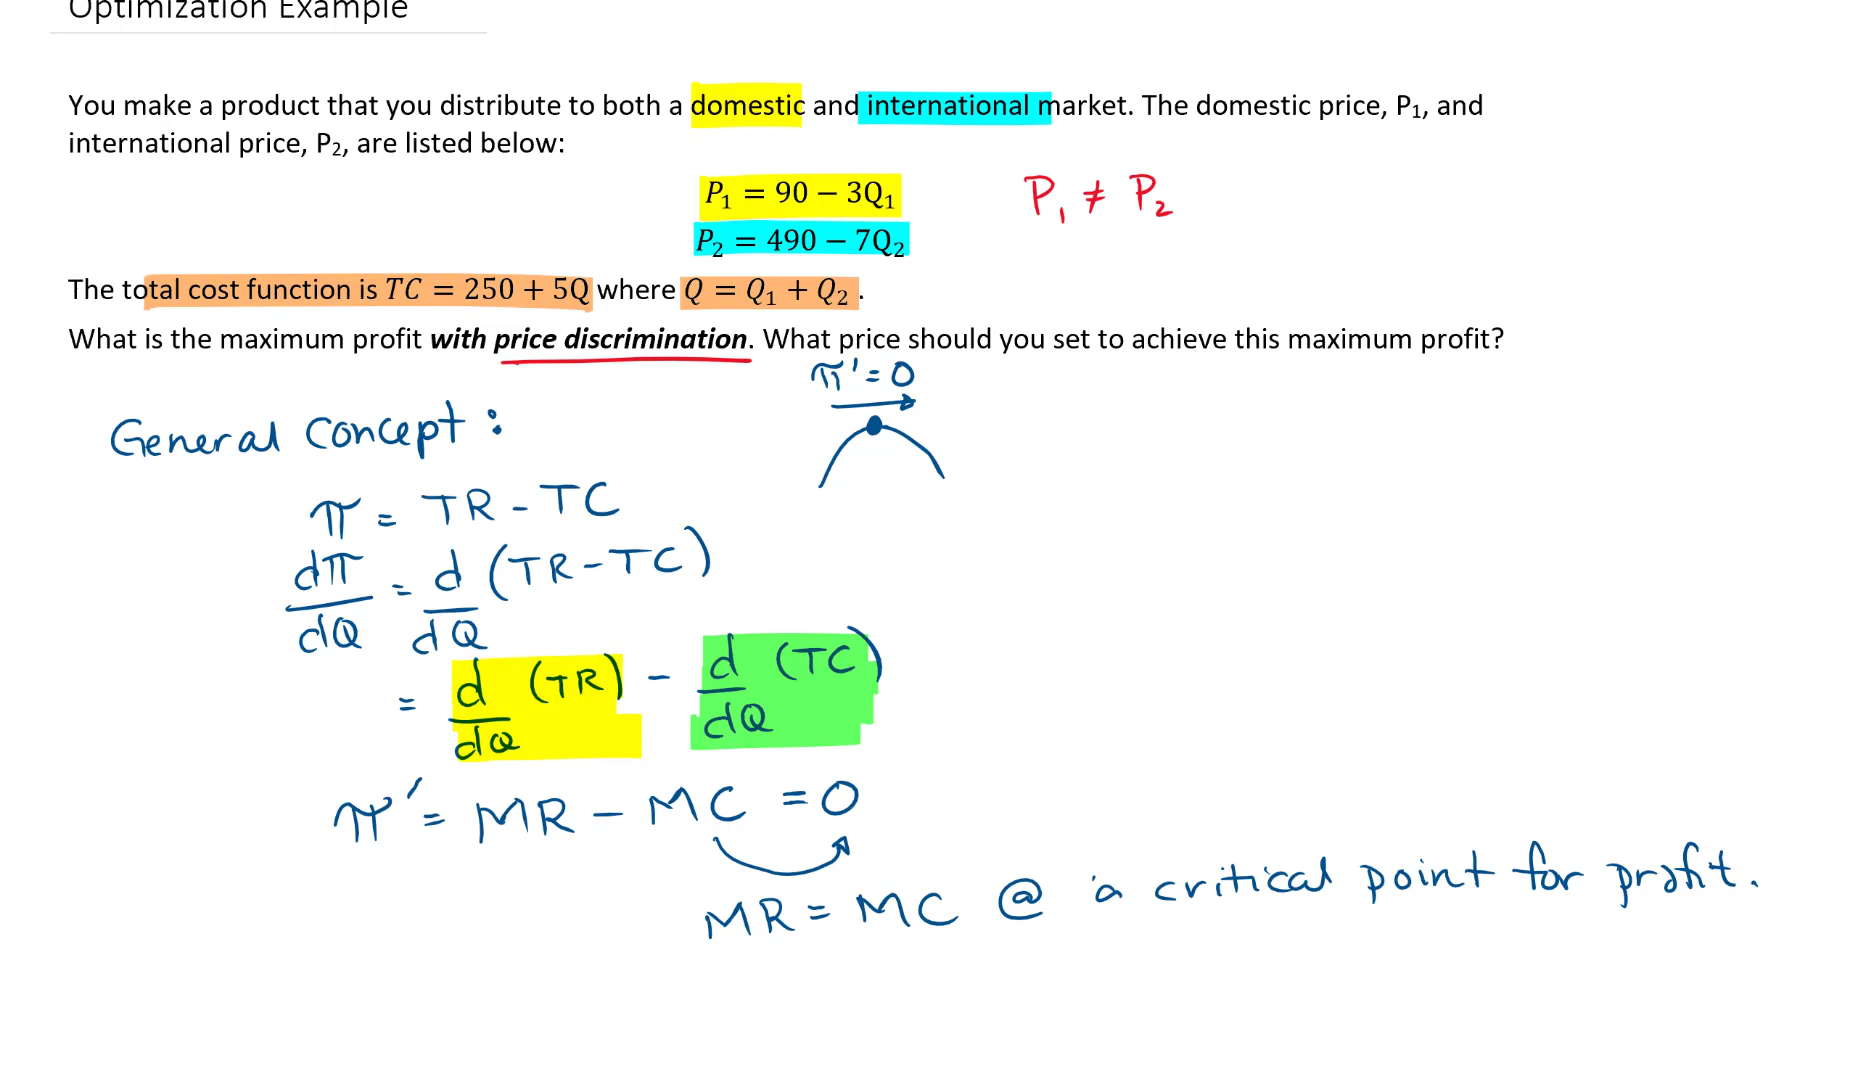 Optimization Example
You make a product that you distribute to both a domestic and international market. The domestic price, P₁, and
international price, P₂, are listed below:
P₁ = 90 − 3Q₁
P₁ ≠ P₂
P₂ = 490 − 7Q₂
The total cost function is TC = 250 + 5Q where Q = Q₁ + Q₂ .
What is the maximum profit with price discrimination. What price should you set to achieve this maximum profit?
π' = 0
General Concept :
π = TR - TC
dπ/dQ = d/dQ (TR - TC)
= d/dQ (TR) - d/dQ (TC)
π' = MR - MC = 0
MR = MC @ a critical point for profit.